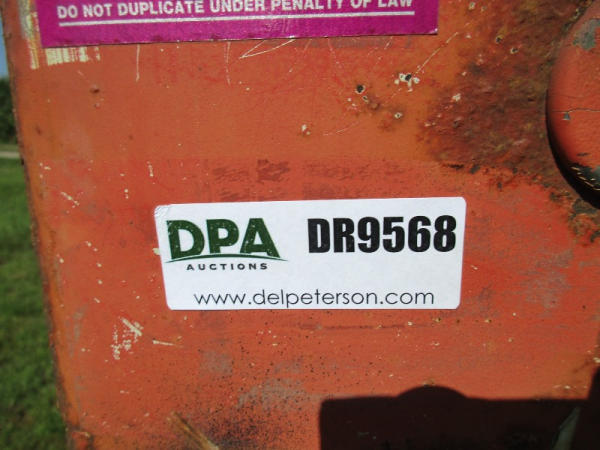 DO NOT DUPLICATE UNDER PENALTY OF LAW
DPA DR9568
AUCTIONS
www.delpeterson.com